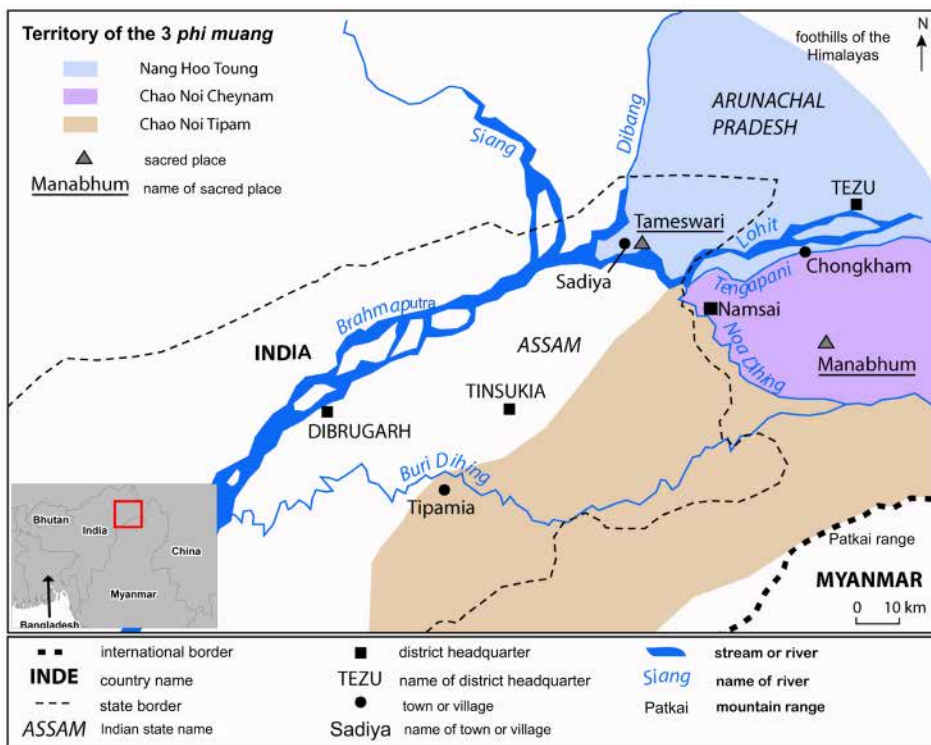 Territory of the 3 phi muang
Nang Hoo Toung
Chao Noi Cheynam
Chao Noi Tipam
sacred place
Manabhum name of sacred place
foothills of the
Himalayas
N
ARUNACHAL
PRADESH
Siang
Dibang
TEZU
Tameswari
Lohit
Sadiya
Chongkham
Tengapani
Namsai
Brahmaputra
Noa Dihing
INDIA
ASSAM
Manabhum
TINSUKIA
DIBRUGARH
Buri Dihing
Tipamia
Patkai range
MYANMAR
0 10 km
Bhutan
India
China
Myanmar
Bangladesh
international border
INDE country name
state border
ASSAM Indian state name
district headquarter
TEZU name of district headquarter
town or village
Sadiya name of town or village
stream or river
Siang name of river
Patkai mountain range